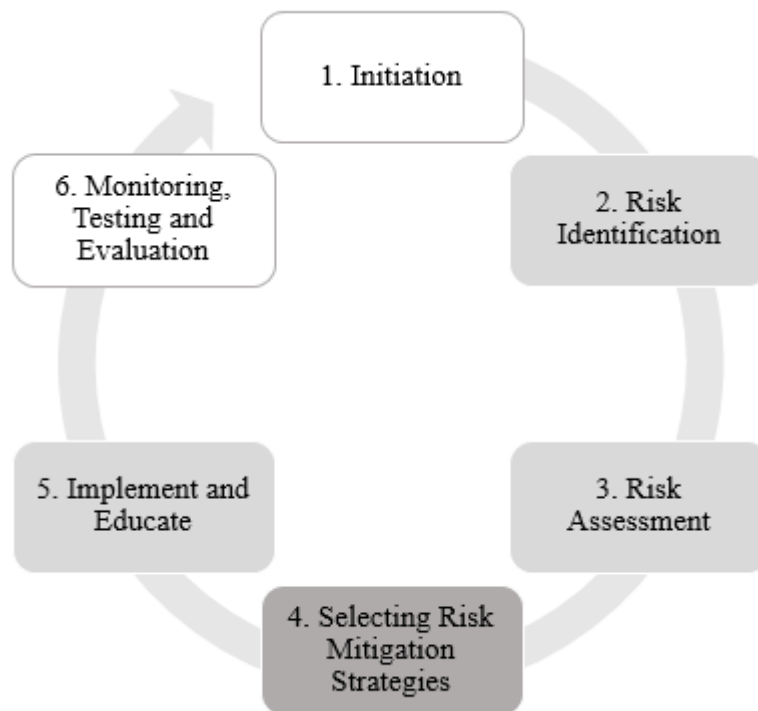 1. Initiation
2. Risk
Identification
3. Risk
Assessment
4. Selecting Risk
Mitigation
Strategies
5. Implement and
Educate
6. Monitoring,
Testing and
Evaluation